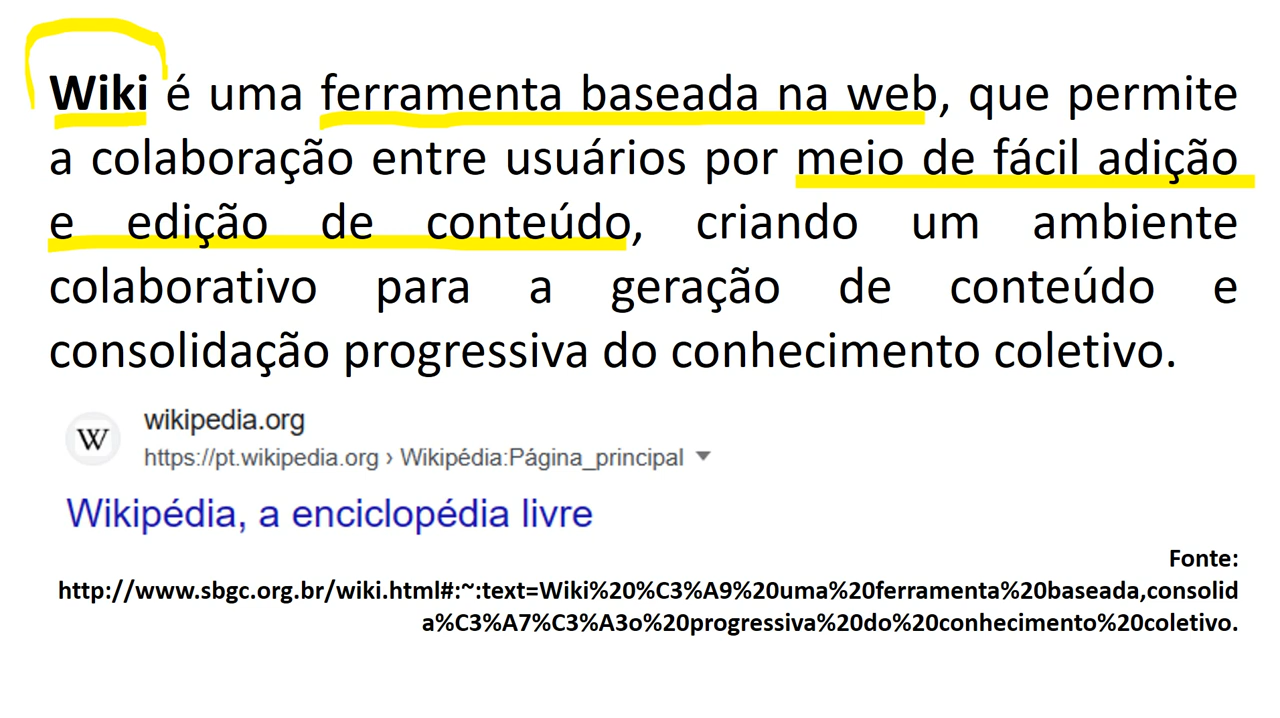 Wiki é uma ferramenta baseada na web, que permite
a colaboração entre usuários por meio de fácil adição
e edição de conteúdo, criando um ambiente
colaborativo para a geração de conteúdo e
consolidação progressiva do conhecimento coletivo.
W
wikipedia.org
https://pt.wikipedia.org › Wikipédia:Página_principal
Wikipédia, a enciclopédia livre
Fonte:
http://www.sbgc.org.br/wiki.html#:~:text=Wiki%20%C3%A9%20uma%20ferramenta%20baseada,consolid
a%C3%A7%C3%A3o%20progressiva%20do%20conhecimento%20coletivo.